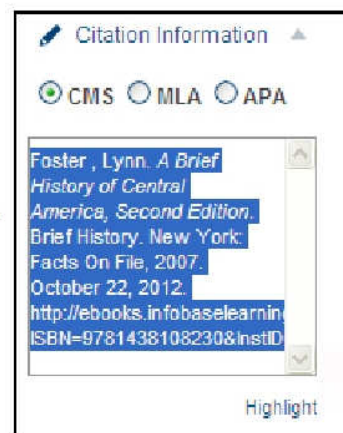 Citation Information
CMS MLA APA
Foster , Lynn. A Brief
History of Central
America, Second Edition.
Brief History. New York:
Facts On File, 2007.
October 22, 2012.
http://ebooks.infobaselearning
ISBN=9781438108230&InstID
Highlight